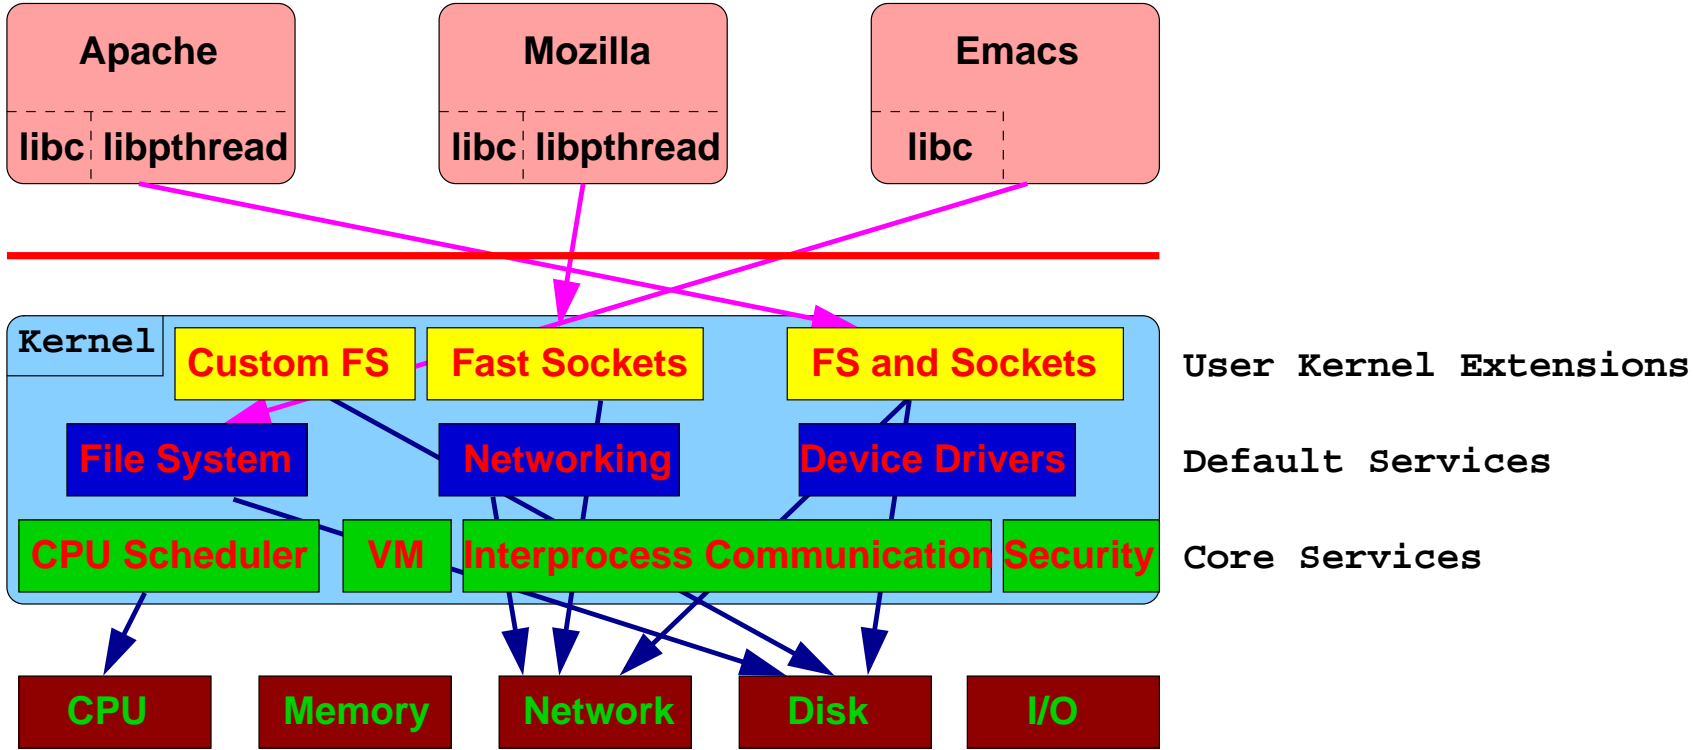 Apache Mozilla Emacs
libc libpthread libc libpthread libc
Kernel
Custom FS Fast Sockets FS and Sockets User Kernel Extensions
File System Networking Device Drivers Default Services
CPU Scheduler VM Interprocess Communication Security Core Services
CPU Memory Network Disk I/O